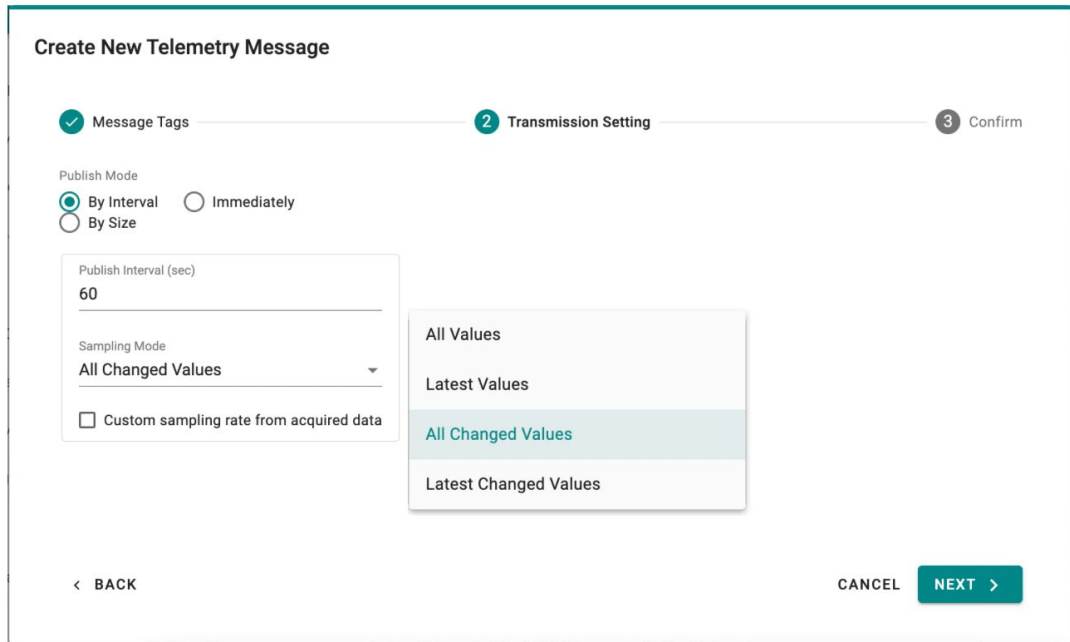 Create New Telemetry Message
Message Tags
2 Transmission Setting
3 Confirm
Publish Mode
By Interval
Immediately
By Size
Publish Interval (sec)
60
Sampling Mode
All Changed Values
Custom sampling rate from acquired data
All Values
Latest Values
All Changed Values
Latest Changed Values
BACK
CANCEL
NEXT